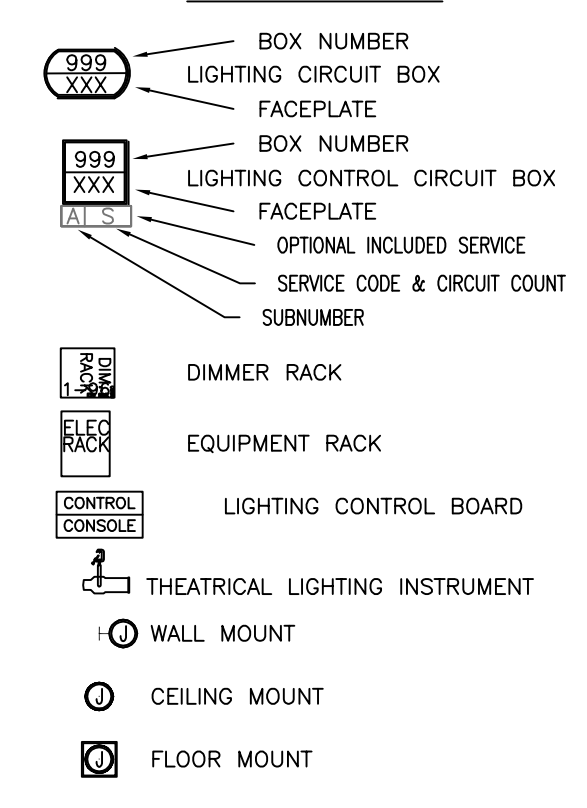 BOX NUMBER
999
LIGHTING CIRCUIT BOX
XXX
FACEPLATE
BOX NUMBER
999
LIGHTING CONTROL CIRCUIT BOX
XXX
FACEPLATE
A S
OPTIONAL INCLUDED SERVICE
SERVICE CODE & CIRCUIT COUNT
SUBNUMBER
DIM
RACK
1-96
DIMMER RACK
ELEC
RACK
EQUIPMENT RACK
CONTROL
CONSOLE
LIGHTING CONTROL BOARD
THEATRICAL LIGHTING INSTRUMENT
J WALL MOUNT
J CEILING MOUNT
J FLOOR MOUNT